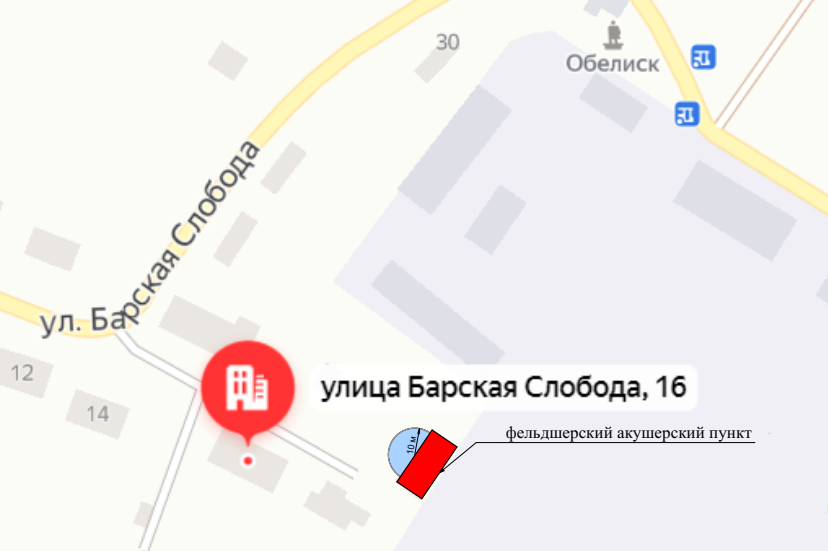 30
Обелиск
ул. Барская Слобода
12
14
улица Барская Слобода, 16
10 м
фельдшерский акушерский пункт